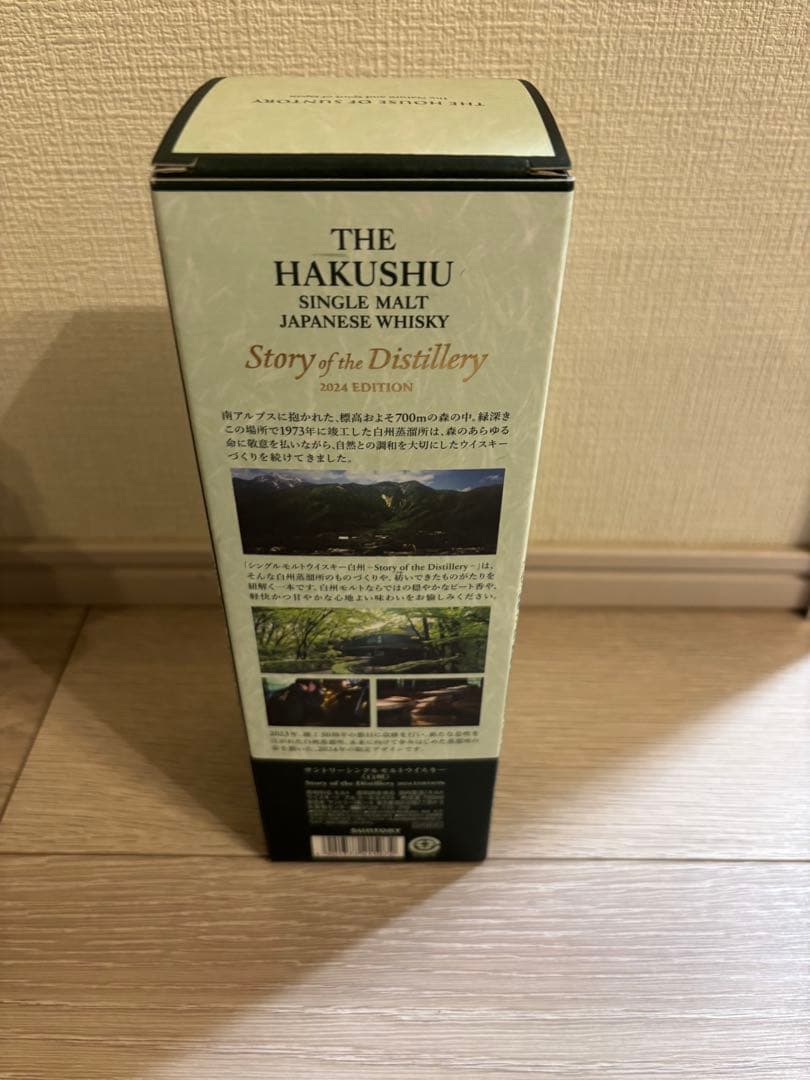 THE HOUSE OF SUNTORY
THE
HAKUSHU
SINGLE MALT
JAPANESE WHISKY
Story of the Distillery
2024 EDITION
南アルプスに抱かれた、標高およそ700mの森の中。緑深き
この場所で1973年に竣工した白州蒸溜所は、森のあらゆる
命に敬意を払いながら、自然との調和を大切にしたウイスキー
づくりを続けてきました。
「シングルモルトウイスキー白州－Story of the Distillery－」は、
そんな白州蒸溜所のものづくりや、紡いできたものがたりを
紐解く一本です。白州モルトならではの穏やかなピート香や、
軽快かつ甘やかな心地よい味わいをお愉しみください。
2023年、
サントリーシングルモルトウイスキー
〈白州〉
Story of the Distillery 2024 EDITION
SUNTORY